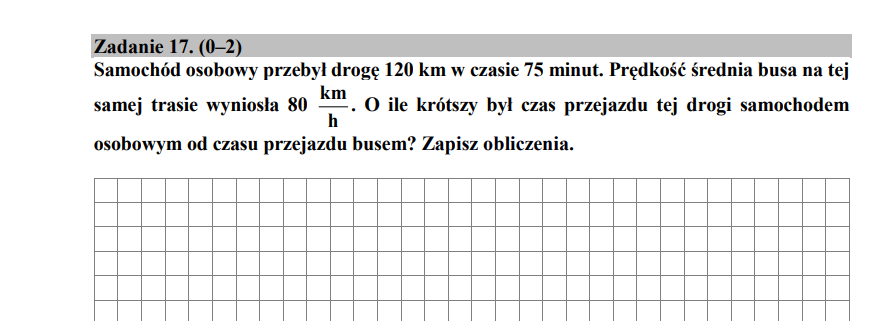 Zadanie 17. (0–2)
Samochód osobowy przebył drogę 120 km w czasie 75 minut. Prędkość średnia busa na tej
samej trasie wyniosła 80 km/h. O ile krótszy był czas przejazdu tej drogi samochodem
osobowym od czasu przejazdu busem? Zapisz obliczenia.